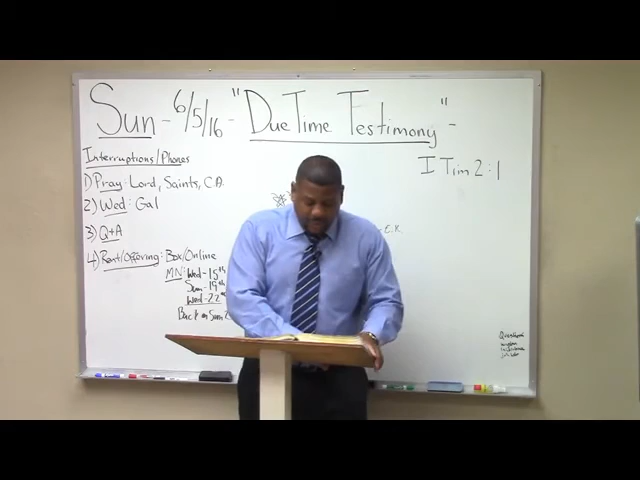 Sun - 6/5/16 - "Due Time Testimony" -
I Tim 2:1
Interruptions/Phones
1) Pray: Lord, Saints, C.A.
2) Wed: Gal
3) Q+A
4) Rent/Offering: Box/Online
MN: Wed-15th
Sun-19th
Wed-22nd
Back on Sun 2
E.K.